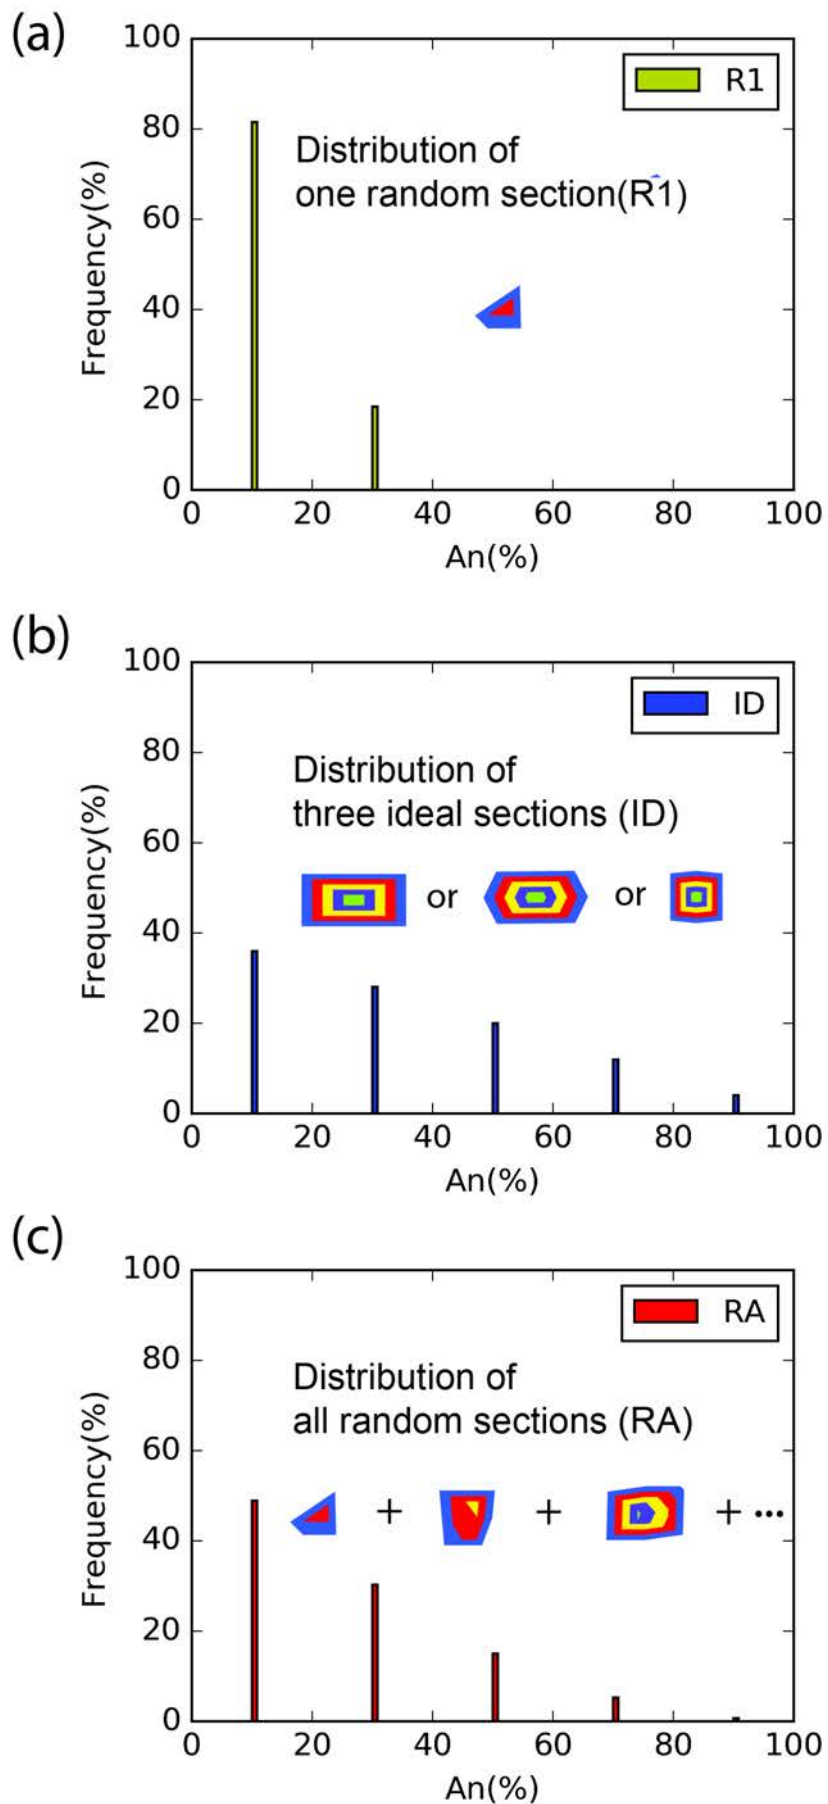 (a)
100
80
60
40
20
0
Frequency(%)
R1
Distribution of
one random section(R1)
0 20 40 60 80 100
An(%)
(b)
100
80
60
40
20
0
Frequency(%)
ID
Distribution of
three ideal sections (ID)
or or
0 20 40 60 80 100
An(%)
(c)
100
80
60
40
20
0
Frequency(%)
RA
Distribution of
all random sections (RA)
+ + + •••
0 20 40 60 80 100
An(%)